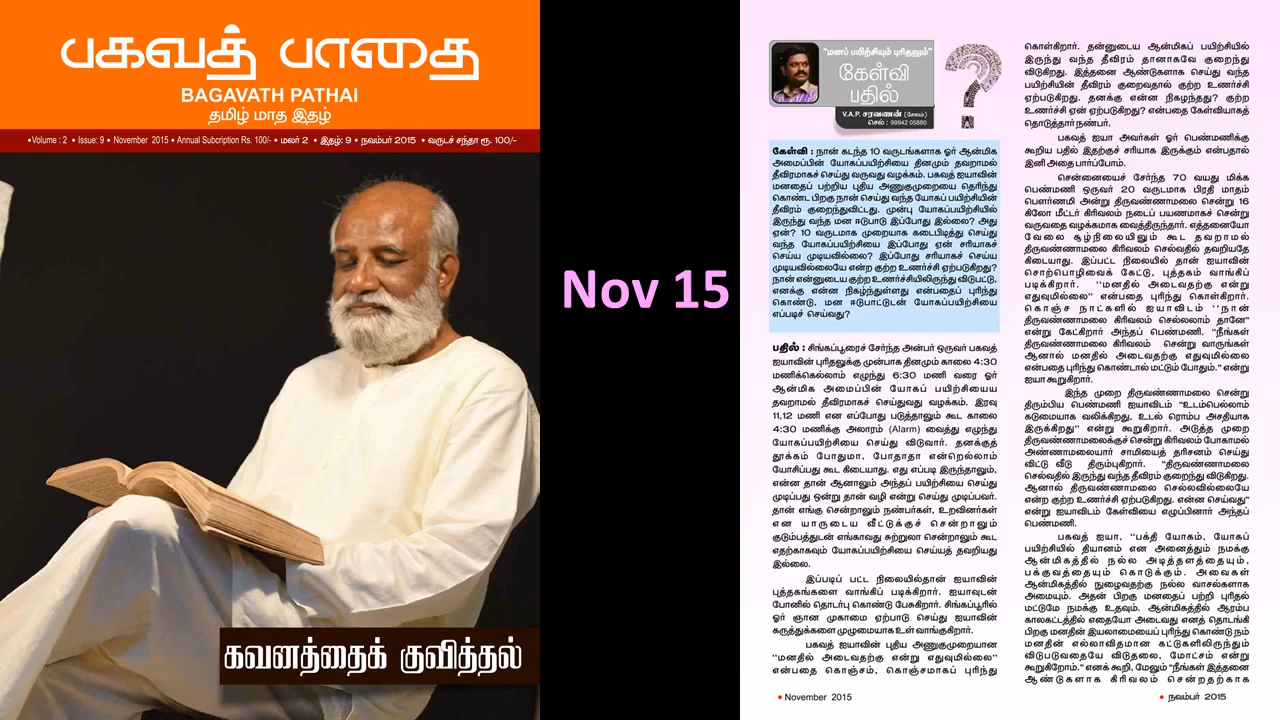 பகவத் பாதை
BAGAVATH PATHAI
தமிழ் மாத இதழ்
•Volume : 2 • Issue: 9 • November 2015 • Annual Subcription Rs. 100/- • மலர் 2 • இதழ்: 9 • நவம்பர் 2015 • வருடச் சந்தா ரூ. 100/-
கவனத்தைக் குவித்தல்
Nov 15
"மனப் பயிற்சியும் புரிதலும்"
கேள்வி
பதில்
V.A.P. சரவணன் (சேலம்)
செல் : 99942 05880
?
கேள்வி : நான் கடந்த 10 வருடங்களாக ஓர் ஆன்மிக
அமைப்பின் யோகப்பயிற்சியை தினமும் தவறாமல்
தீவிரமாகச் செய்து வருவது வழக்கம். பகவத் ஐயாவின்
மனதைப் பற்றிய புதிய அணுகுமுறையை தெரிந்து
கொண்ட பிறகு நான் செய்து வந்த யோகப் பயிற்சியின்
தீவிரம் குறைந்துவிட்டது. முன்பு யோகப்பயிற்சியில்
இருந்து வந்த மன ஈடுபாடு இப்போது இல்லை? அது
ஏன்? 10 வருடமாக முறையாக கடைபிடித்து செய்து
வந்த யோகப்பயிற்சியை இப்போது ஏன் சரியாகச்
செய்ய முடியவில்லை? இப்போது சரியாகச் செய்ய
முடியவில்லையே என்ற குற்ற உணர்ச்சி ஏற்படுகிறது?
நான் என்னுடைய குற்ற உணர்ச்சியிலிருந்து விடுபட்டு,
எனக்கு என்ன நிகழ்ந்துள்ளது என்பதைப் புரிந்து
கொண்டு, மன ஈடுபாட்டுடன் யோகப்பயிற்சியை
எப்படிச் செய்வது?
பதில் : சிங்கப்பூரைச் சேர்ந்த அன்பர் ஒருவர் பகவத்
ஐயாவின் புரிதலுக்கு முன்பாக தினமும் காலை 4:30
மணிக்கெல்லாம் எழுந்து 6:30 மணி வரை ஓர்
ஆன்மிக அமைப்பின் யோகப் பயிற்சியைய
தவறாமல் தீவிரமாகச் செய்துவது வழக்கம். இரவு
11,12 மணி என எப்போது படுத்தாலும் கூட காலை
4:30 மணிக்கு அலாரம் (Alarm) வைத்து எழுந்து
யோகப்பயிற்சியை செய்து விடுவார். தனக்குத்
தூக்கம் போதுமா, போதாதா என்றெல்லாம்
யோசிப்பது கூட கிடையாது. எது எப்படி இருந்தாலும்,
என்ன தான் ஆனாலும் அந்தப் பயிற்சியை செய்து
முடிப்பது ஒன்று தான் வழி என்று செய்து முடிப்பவர்.
தான் எங்கு சென்றாலும் நண்பர்கள், உறவினர்கள்
என யாருடைய வீட்டுக்குச் சென்றாலும்
குடும்பத்துடன் எங்காவது சுற்றுலா சென்றாலும் கூட
எதற்காகவும் யோகப்பயிற்சியை செய்யத் தவறியது
இல்லை.
இப்படிப் பட்ட நிலையில்தான் ஐயாவின்
புத்தகங்களை வாங்கிப் படிக்கிறார். ஐயாவுடன்
போனில் தொடர்பு கொண்டு பேசுகிறார். சிங்கப்பூரில்
ஓர் ஞான முகாமை ஏற்பாடு செய்து ஐயாவின்
கருத்துக்களை முழுமையாக உள் வாங்குகிறார்.
பகவத் ஐயாவின் புதிய அணுகுமுறையான
''மனதில் அடைவதற்கு என்று எதுவுமில்லை''
என்பதை கொஞ்சம், கொஞ்சமாகப் புரிந்து
• November 2015
கொள்கிறார். தன்னுடைய ஆன்மிகப் பயிற்சியில்
இருந்து வந்த தீவிரம் தானாகவே குறைந்து
விடுகிறது. இத்தனை ஆண்டுகளாக செய்து வந்த
பயிற்சியின் தீவிரம் குறைவதால் குற்ற உணர்ச்சி
ஏற்படுகிறது. தனக்கு என்ன நிகழ்ந்தது? குற்ற
உணர்ச்சி ஏன் ஏற்படுகிறது? என்பதை கேள்வியாகத்
தொடுத்தார் நண்பர்.
பகவத் ஐயா அவர்கள் ஓர் பெண்மணிக்கு
கூறிய பதில் இதற்குச் சரியாக இருக்கும் என்பதால்
இனி அதை பார்ப்போம்.
சென்னையைச் சேர்ந்த 70 வயது மிக்க
பெண்மணி ஒருவர் 20 வருடமாக பிரதி மாதம்
பௌர்ணமி அன்று திருவண்ணாமலை சென்று 16
கிலோ மீட்டர் கிரிவலம் நடைப் பயணமாகச் சென்று
வருவதை வழக்கமாக வைத்திருந்தார். எத்தனையோ
வேலை சூழ்நிலையிலும் கூட தவறாமல்
திருவண்ணாமலை கிரிவலம் செல்வதில் தவறியதே
கிடையாது. இப்பட்ட நிலையில் தான் ஐயாவின்
சொற்பொழிவைக் கேட்டு, புத்தகம் வாங்கிப்
படிக்கிறார். ''மனதில் அடைவதற்கு என்று
எதுவுமில்லை'' என்பதை புரிந்து கொள்கிறார்.
கொஞ்ச நாட்களில் ஐயாவிடம் ''நான்
திருவண்ணாமலை கிரிவலம் செல்லலாம் தானே''
என்று கேட்கிறார் அந்தப் பெண்மணி. "நீங்கள்
திருவண்ணாமலை கிரிவலம் சென்று வாருங்கள்
ஆனால் மனதில் அடைவதற்கு எதுவுமில்லை
என்பதை புரிந்து கொண்டால் மட்டும் போதும்." என்று
ஐயா கூறுகிறார்.
இந்த முறை திருவண்ணாமலை சென்று
திரும்பிய பெண்மணி ஐயாவிடம் "உடம்பெல்லாம்
கடுமையாக வலிக்கிறது, உடல் ரொம்ப அசதியாக
இருக்கிறது" என்று கூறுகிறார். அடுத்த முறை
திருவண்ணாமலைக்குச் சென்று கிரிவலம் போகாமல்
அண்ணாமலையார் சாமியைத் தரிசனம் செய்து
விட்டு வீடு திரும்புகிறார். "திருவண்ணாமலை
செல்வதில் இருந்து வந்த தீவிரம் குறைந்து விடுகிறது.
ஆனால் திருவண்ணாமலை செல்லவில்லையே
என்ற குற்ற உணர்ச்சி ஏற்படுகிறது. என்ன செய்வது"
என்று ஐயாவிடம் கேள்வியை எழுப்பினார் அந்தப்
பெண்மணி.
பகவத் ஐயா, ''பக்தி யோகம், யோகப்
பயிற்சியில் தியானம் என அனைத்தும் நமக்கு
ஆன்மிகத்தில் நல்ல அடித்தளத்தையும்,
பக்குவத்தையும் கொடுக்கும். அவைகள்
ஆன்மிகத்தில் நுழைவதற்கு நல்ல வாசல்களாக
அமையும். அதன் பிறகு மனதைப் பற்றி புரிதல்
மட்டுமே நமக்கு உதவும். ஆன்மிகத்தில் ஆரம்ப
காலகட்டத்தில் எதையோ அடைவது எனத் தொடங்கி
பிறகு மனதின் இயலாமையைப் புரிந்து கொண்டு நம்
மனதின் எல்லாவிதமான கட்டுகளிலிருந்தும்
விடுபடுவதையே விடுதலை, மோட்சம் என்று
கூறுகிறோம்." எனக் கூறி, மேலும் "நீங்கள் இத்தனை
ஆண்டுகளாக கிரிவலம் சென்றதற்காக
• நவம்பர் 2015